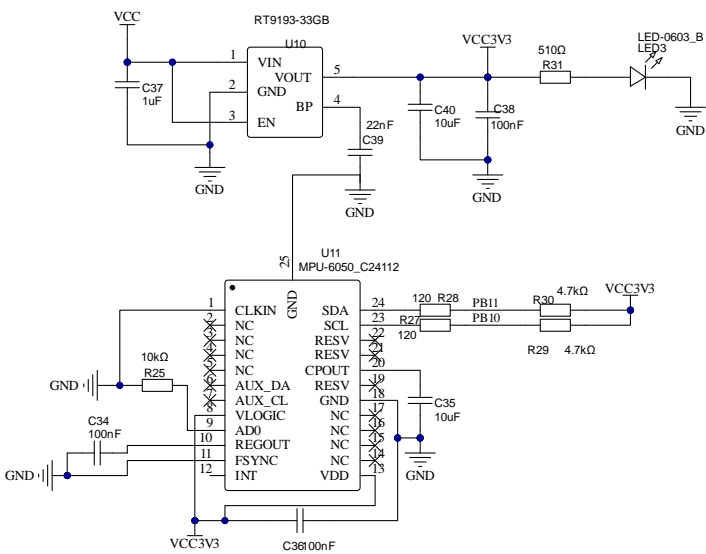 VCC
RT9193-33GB
U10
1 VIN
2 GND
3 EN
VOUT 5
BP 4
C37
1uF
GND
22nF
C39
GND
VCC3V3
C40
10uF
C38
100nF
GND
510Ω
R31
LED-0603_B
LED3
GND
U11
MPU-6050_C24112
25
GND
1 CLKIN
2 NC
3 NC
4 NC
5 NC
6 AUX_DA
7 AUX_CL
8 VLOGIC
9 AD0
10 REGOUT
11 FSYNC
12 INT
SDA 24
SCL 23
RESV 22
RESV 21
CPOUT 20
RESV 19
GND 18
NC 17
NC 16
NC 15
NC 14
VDD 13
120 R28
PB11
R30
4.7kΩ
VCC3V3
R27
120
PB10
R29 4.7kΩ
10kΩ
R25
GND
C34
100nF
GND
C35
10uF
GND
VCC3V3
C36100nF